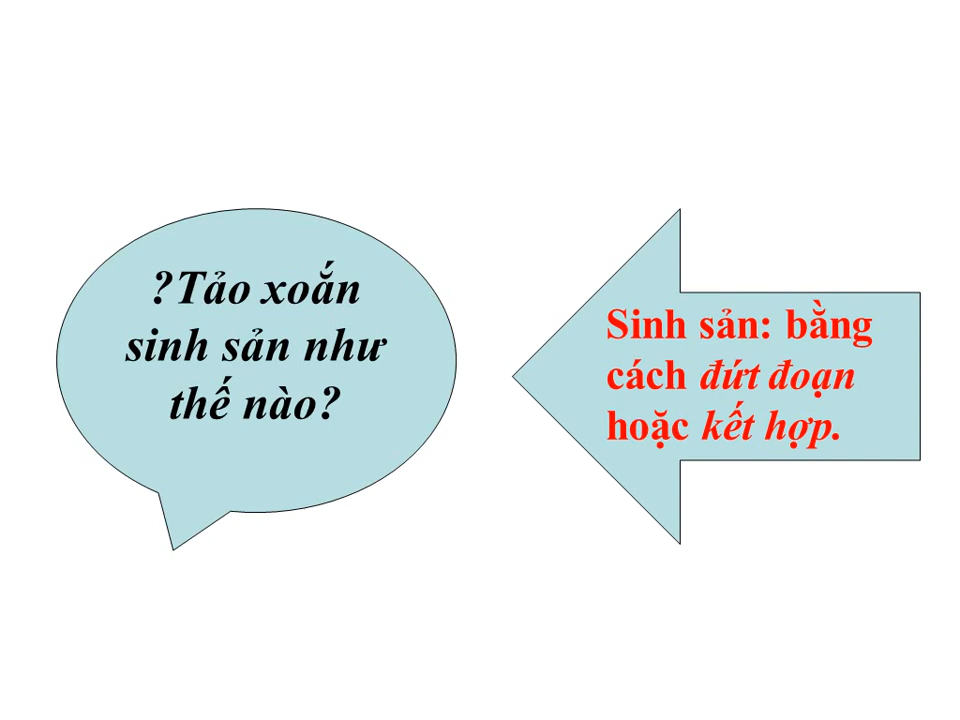 ?Tảo xoắn
sinh sản như
thế nào?
Sinh sản: bằng
cách đứt đoạn
hoặc kết hợp.